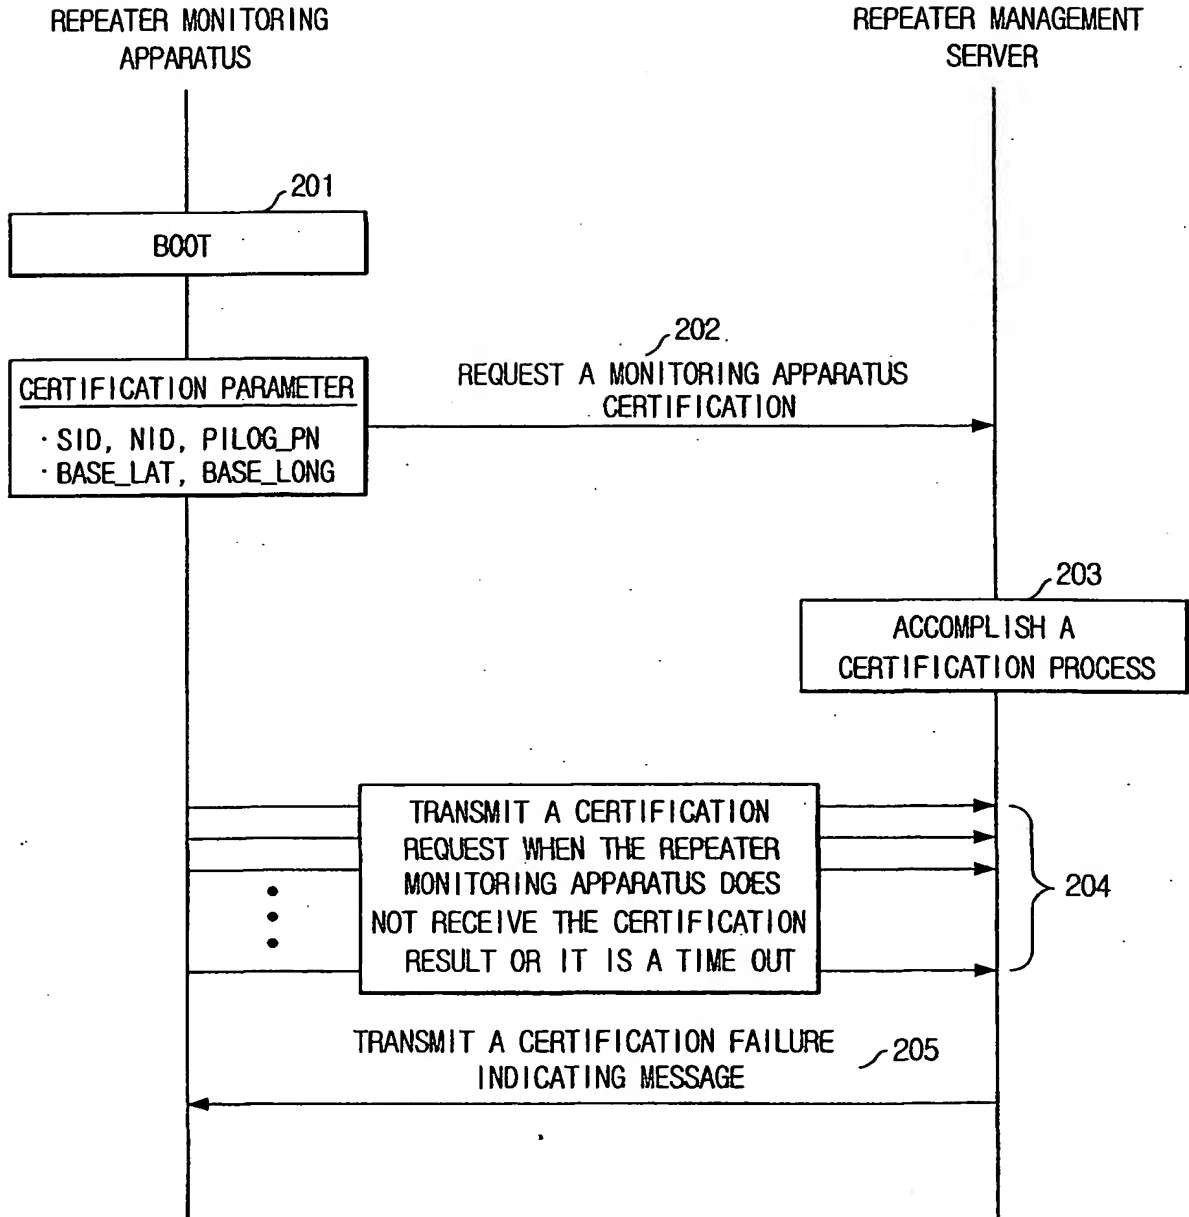 REPEATER MONITORING
APPARATUS
REPEATER MANAGEMENT
SERVER
201
BOOT
202
REQUEST A MONITORING APPARATUS
CERTIFICATION
CERTIFICATION PARAMETER
· SID, NID, PILOG_PN
· BASE_LAT, BASE_LONG
203
ACCOMPLISH A
CERTIFICATION PROCESS
TRANSMIT A CERTIFICATION
REQUEST WHEN THE REPEATER
MONITORING APPARATUS DOES
NOT RECEIVE THE CERTIFICATION
RESULT OR IT IS A TIME OUT
204
TRANSMIT A CERTIFICATION FAILURE
INDICATING MESSAGE
205